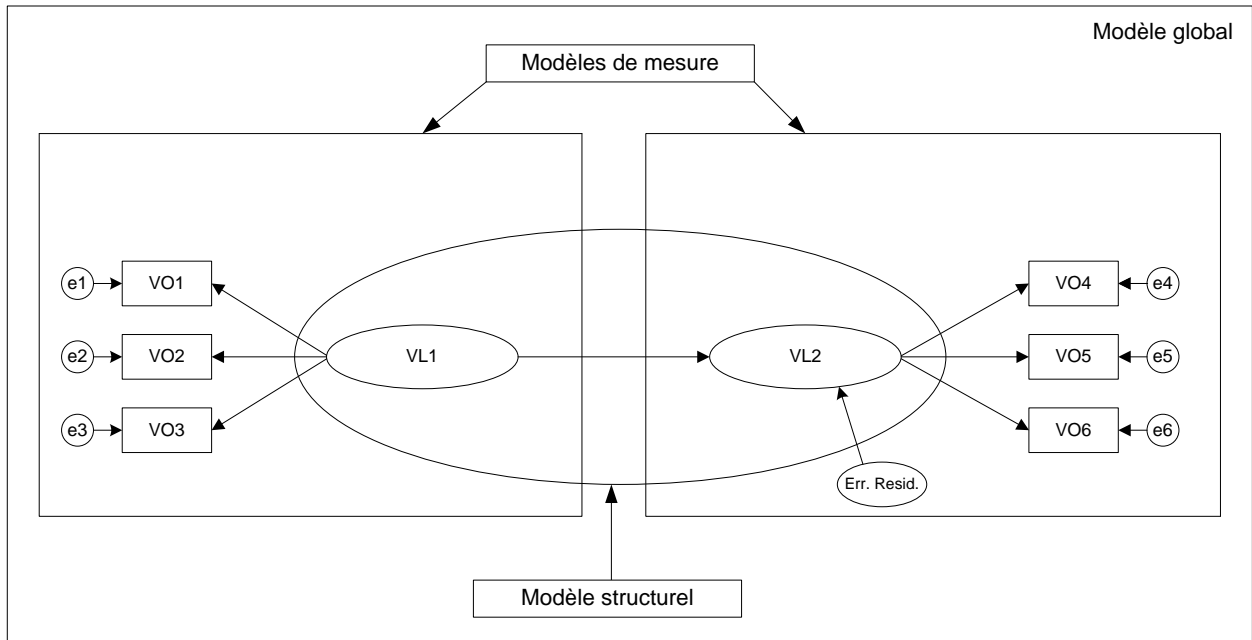 Modèle global
Modèles de mesure
e1 VO1 VO4 e4
e2 VO2 VL1 VL2 VO5 e5
e3 VO3 VO6 e6
Err. Resid.
Modèle structurel